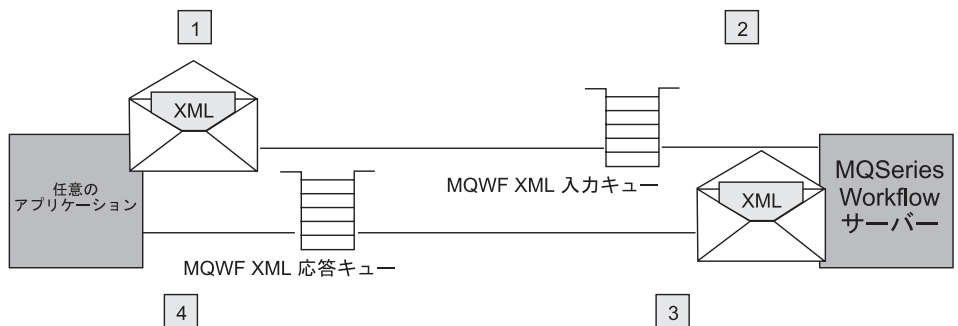 1
2
XML
任意の
アプリケーション
MQWF XML 入力キュー
MQSeries
Workflow
サーバー
XML
MQWF XML 応答キュー
4
3